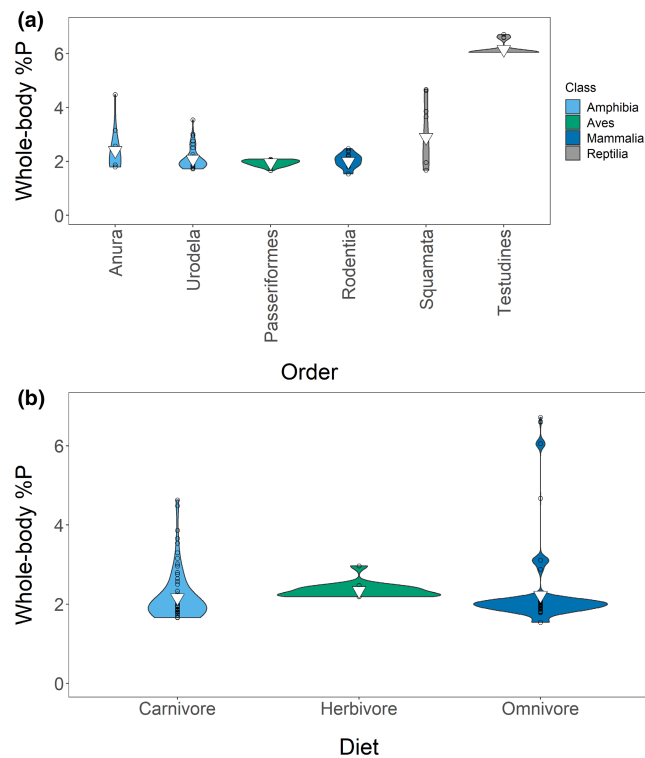 (a)
Whole-body %P
6
4
2
0
Anura
Urodela
Passeriformes
Rodentia
Squamata
Testudines
Order
Class
Amphibia
Aves
Mammalia
Reptilia
(b)
Whole-body %P
6
4
2
0
Carnivore
Herbivore
Omnivore
Diet